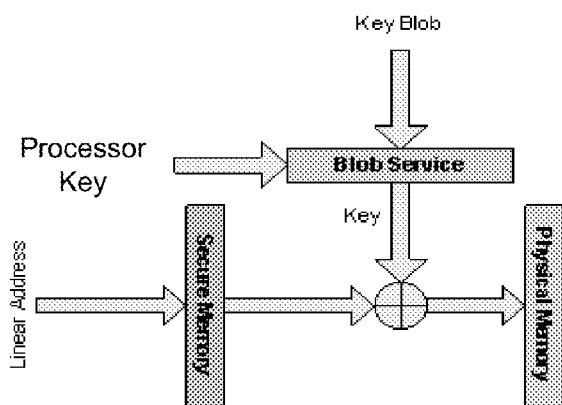 Key Blob
Processor
Key
Blob Service
Key
Linear Address
Secure Memory
Physical Memory